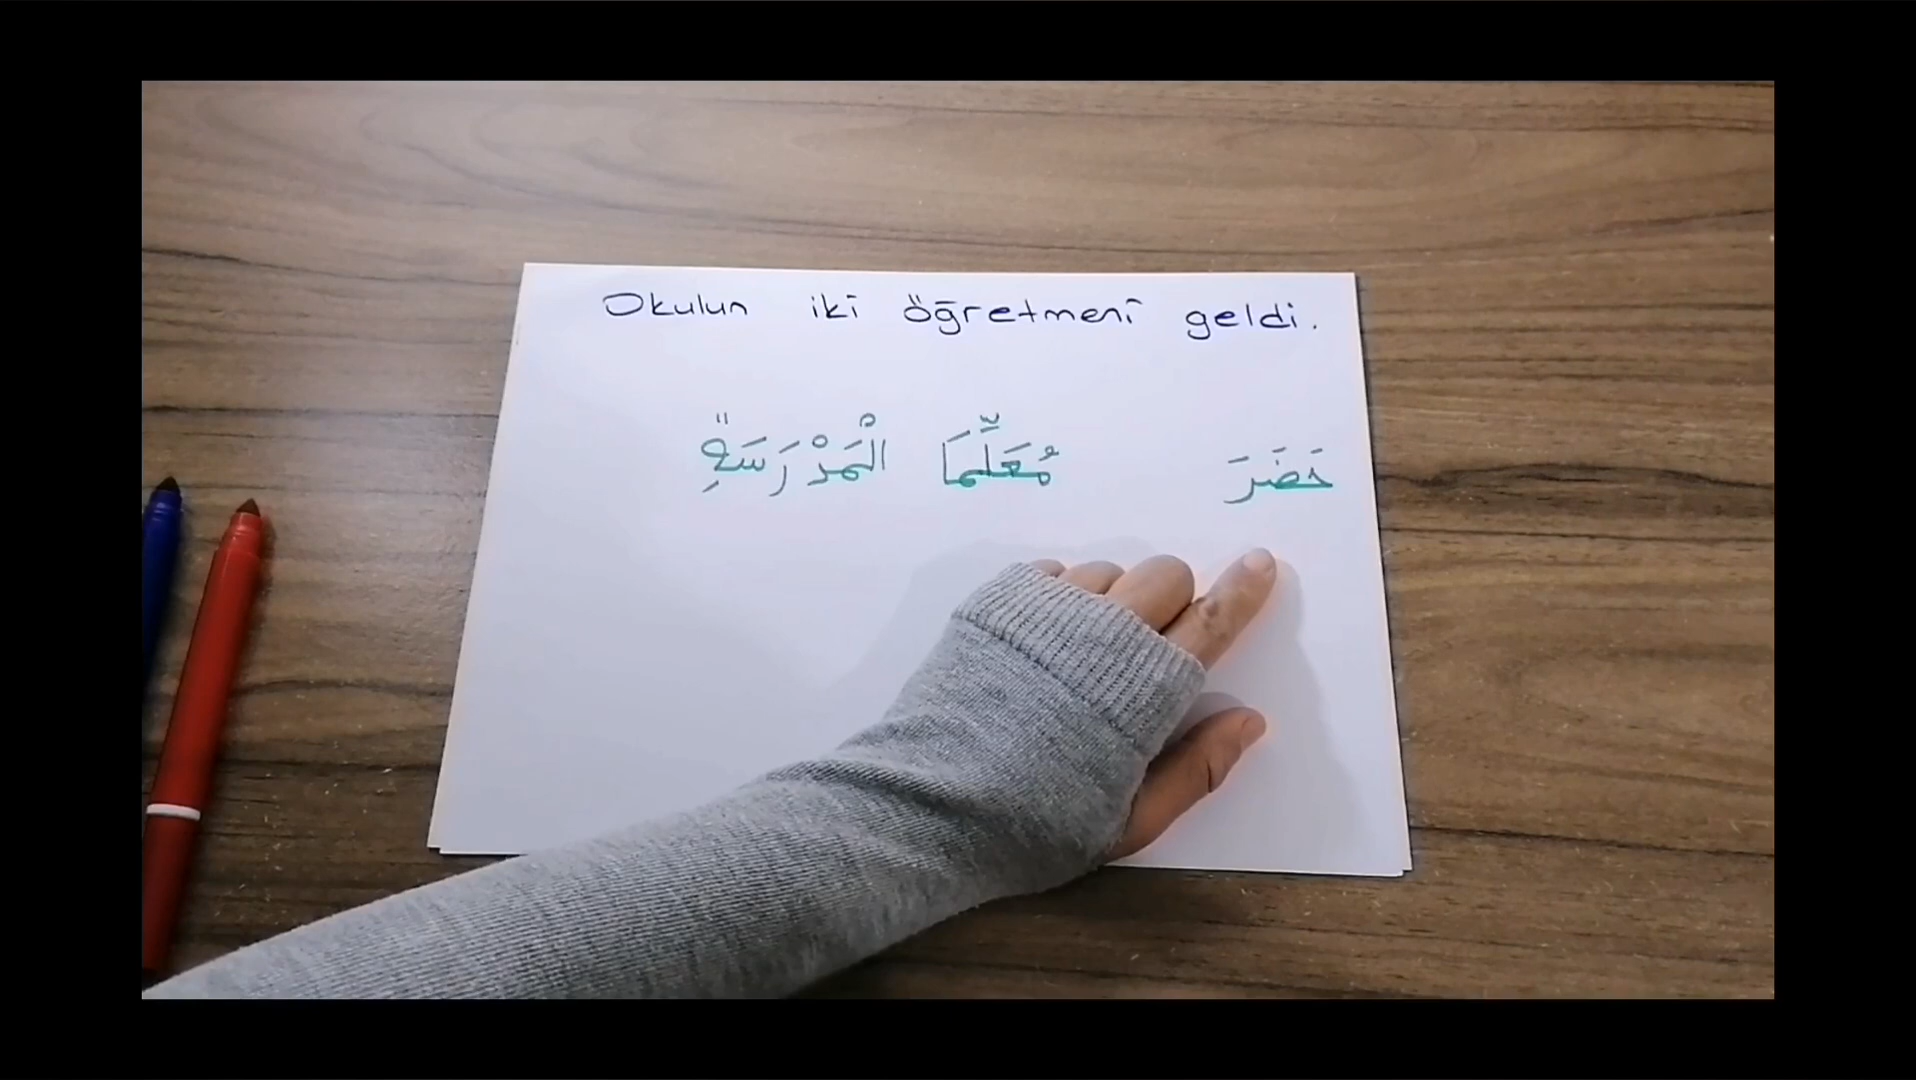 Okulun iki öğretmeni geldi.
حَضَرَ مُعَلِّمَا الْمَدْرَسَةِ